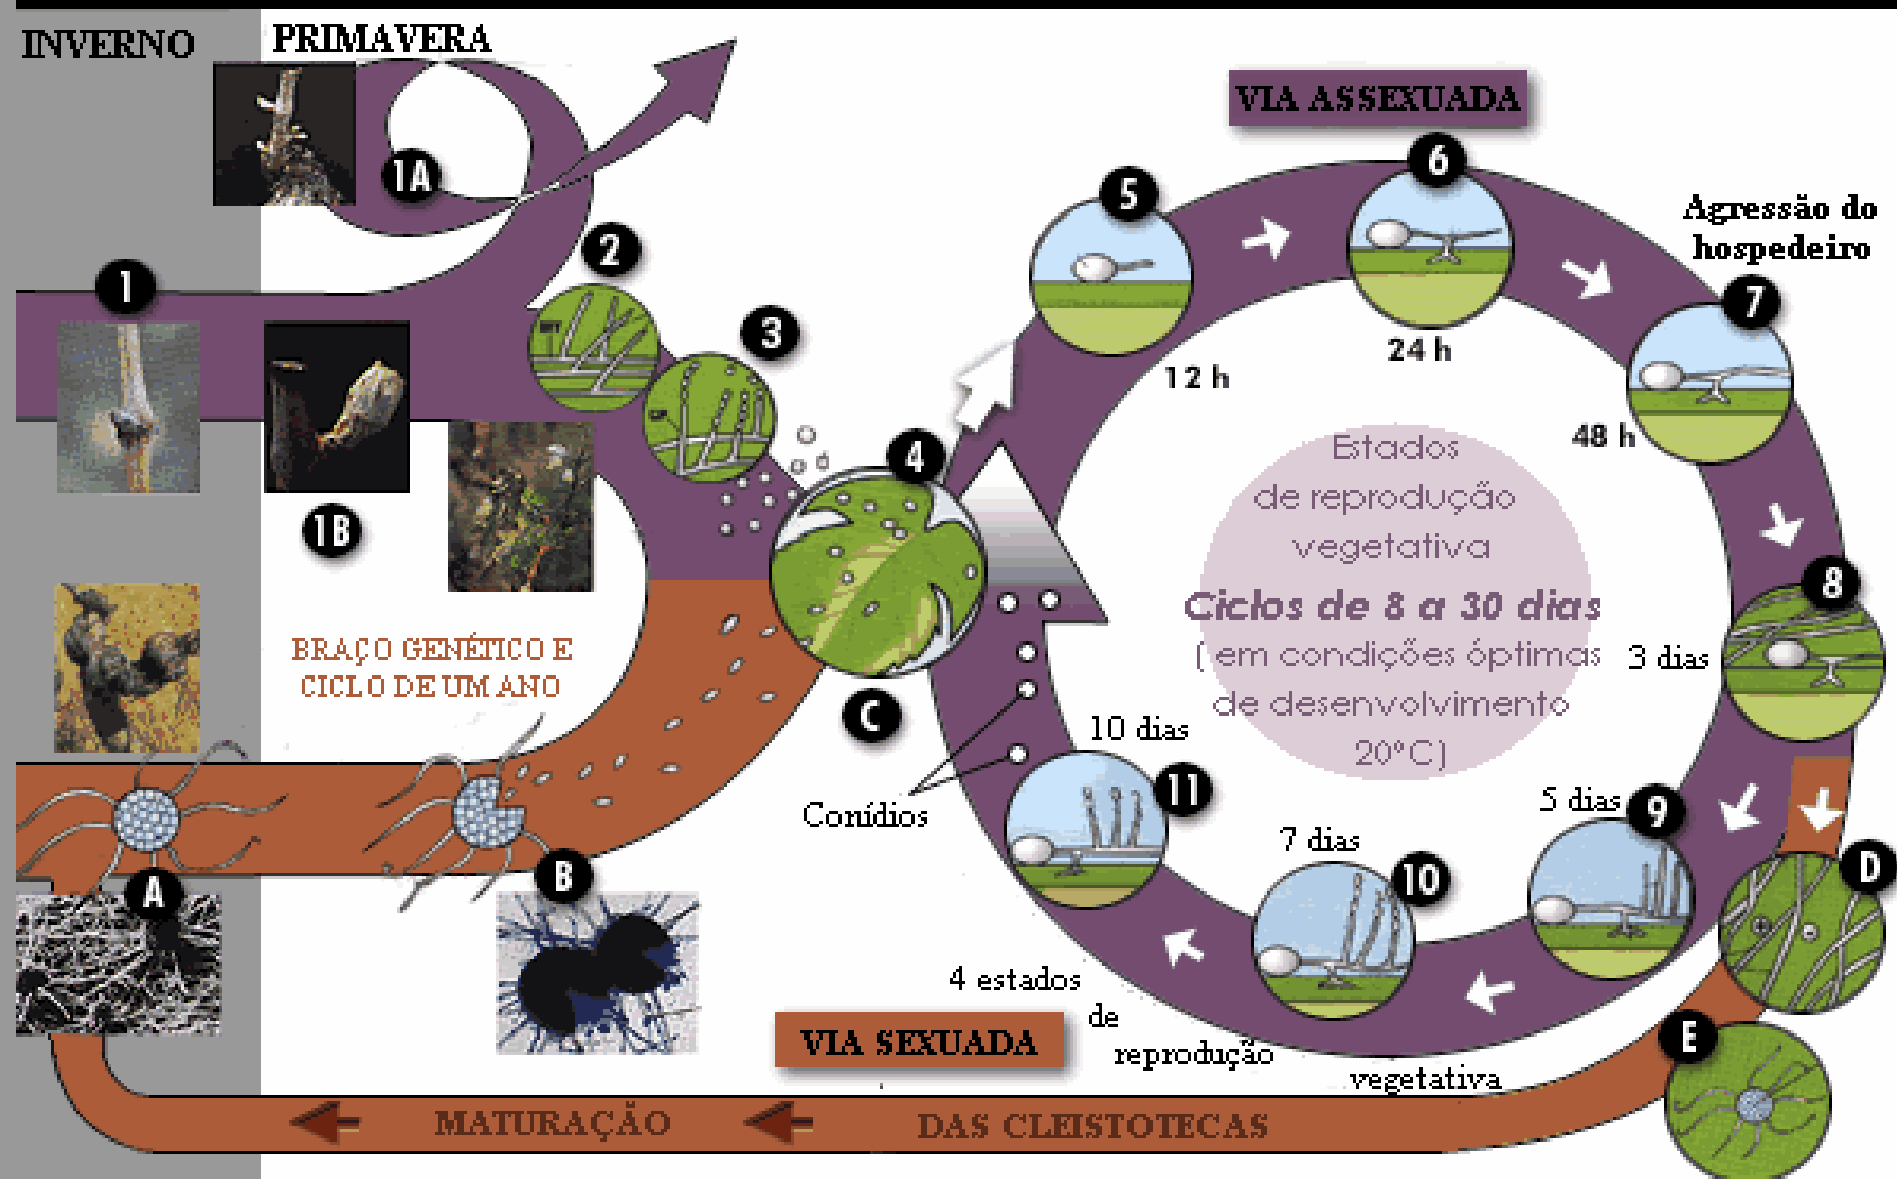 INVERNO
PRIMAVERA
VIA ASSEXUADA
1A
1
2
3
4
5
6
7
Agressão do
hospedeiro
12 h
24 h
48 h
1B
Estados
de reprodução
vegetativa
Ciclos de 8 a 30 dias
( em condições óptimas
de desenvolvimento
20°C)
8
3 dias
BRAÇO GENÉTICO E
CICLO DE UM ANO
C
10 dias
11
Conídios
5 dias
9
7 dias
10
D
A
B
4 estados
de
reprodução
vegetativa
VIA SEXUADA
E
MATURAÇÃO
DAS CLEISTOTECAS